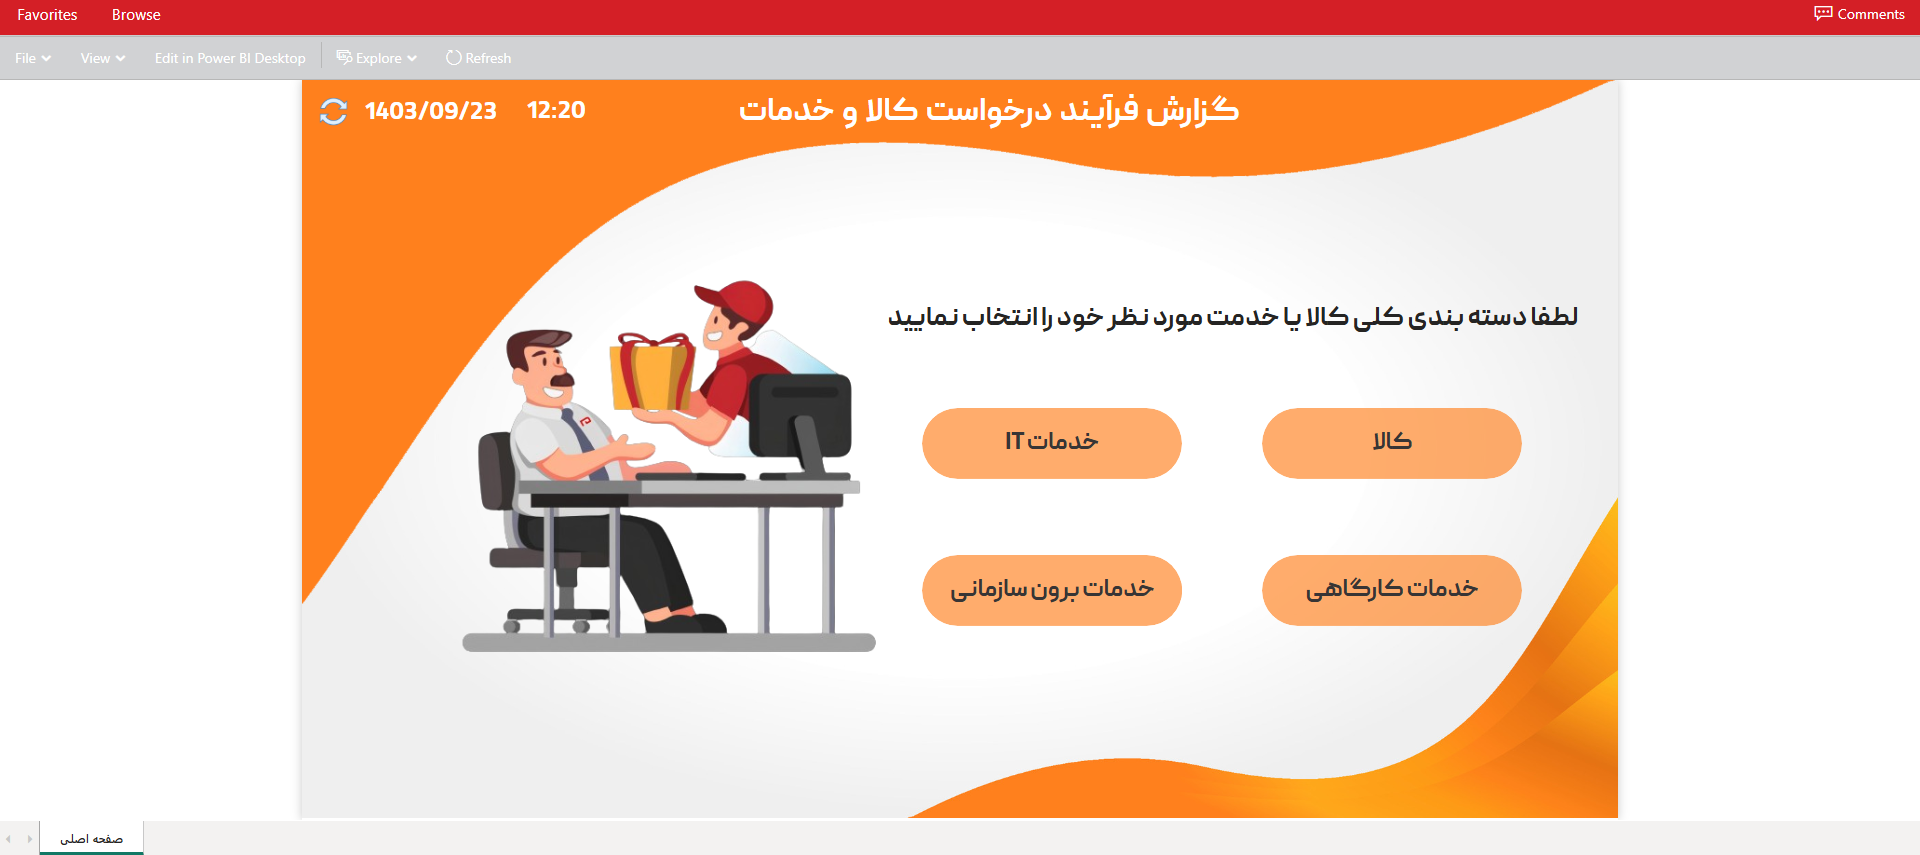 Favorites Browse Comments
File View Edit in Power BI Desktop Explore Refresh
1403/09/23 12:20 گزارش فرآیند درخواست کالا و خدمات
لطفا دسته بندی کلی کالا یا خدمت مورد نظر خود را انتخاب نمایید
کالا
خدمات IT
خدمات کارگاهی
خدمات برون سازمانی
صفحه اصلی